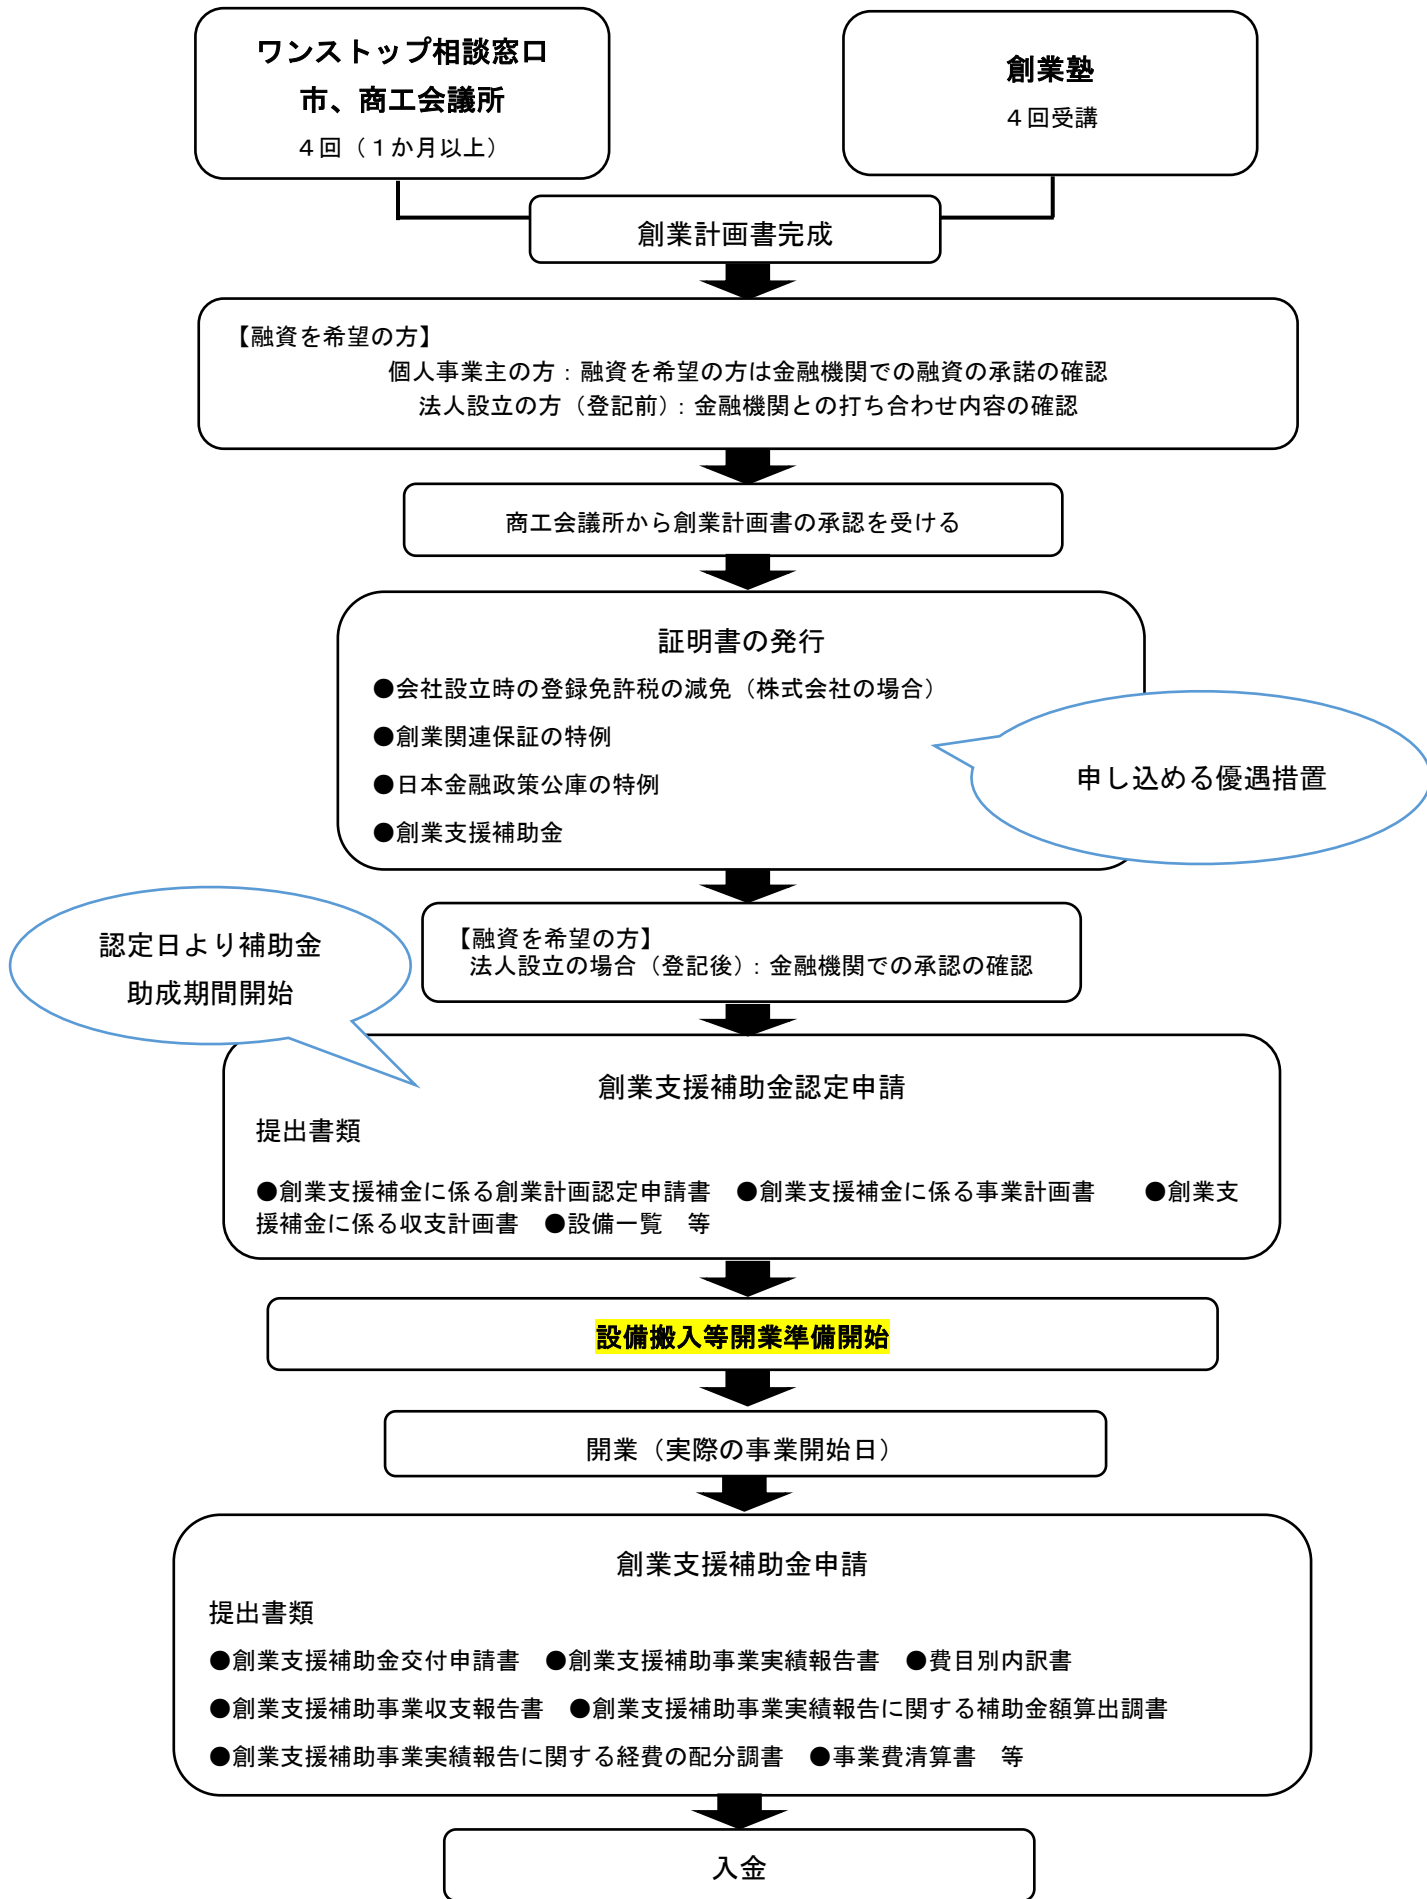 ワンストップ相談窓口
市、商工会議所
４回（１か月以上）
創業塾
４回受講
創業計画書完成
【融資を希望の方】
個人事業主の方：融資を希望の方は金融機関での融資の承諾の確認
法人設立の方（登記前）：金融機関との打ち合わせ内容の確認
商工会議所から創業計画書の承認を受ける
証明書の発行
●会社設立時の登録免許税の減免（株式会社の場合）
●創業関連保証の特例
●日本金融政策公庫の特例
●創業支援補助金
申し込める優遇措置
【融資を希望の方】
法人設立の場合（登記後）：金融機関での承認の確認
認定日より補助金
助成期間開始
創業支援補助金認定申請
提出書類
●創業支援補金に係る創業計画認定申請書　●創業支援補金に係る事業計画書　　●創業支
援補金に係る収支計画書　●設備一覧　等
設備搬入等開業準備開始
開業（実際の事業開始日）
創業支援補助金申請
提出書類
●創業支援補助金交付申請書　●創業支援補助事業実績報告書　●費目別内訳書
●創業支援補助事業収支報告書　●創業支援補助事業実績報告に関する補助金額算出調書
●創業支援補助事業実績報告に関する経費の配分調書　●事業費清算書　等
入金